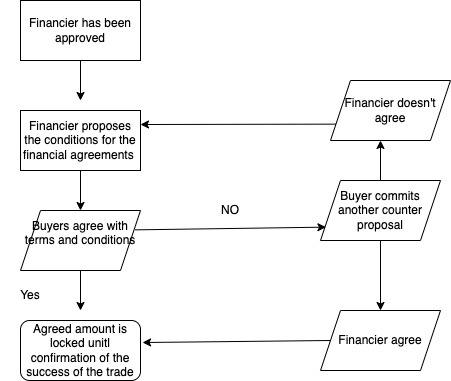 Financier has been
approved
Financier doesn't
agree
Financier proposes
the conditions for the
financial agreements
Buyers agree with
terms and conditions
NO
Buyer commits
another counter
proposal
Yes
Agreed amount is
locked unitl
confirmation of the
success of the trade
Financier agree